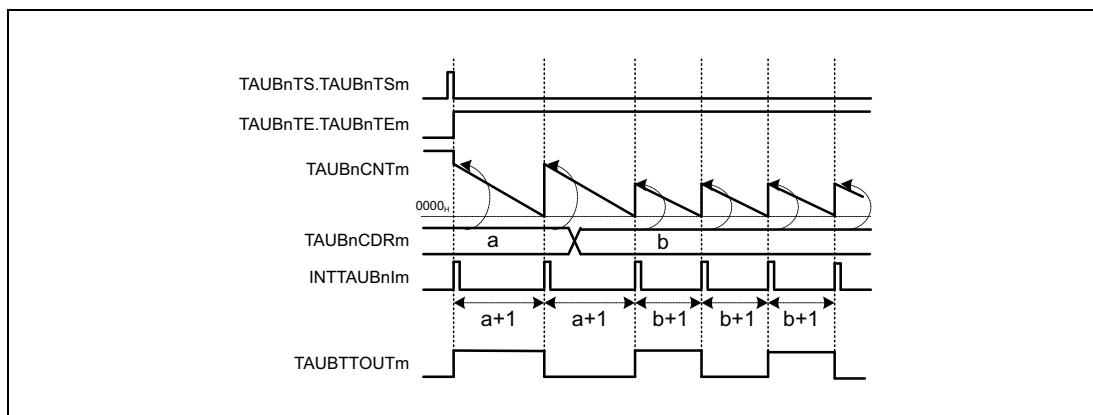 TAUBnTS.TAUBnTSm
TAUBnTE.TAUBnTEm
TAUBnCNTm
0000H
TAUBnCDRm
a
b
INTTAUBnIm
a+1
a+1
b+1
b+1
b+1
TAUBTTOUTm